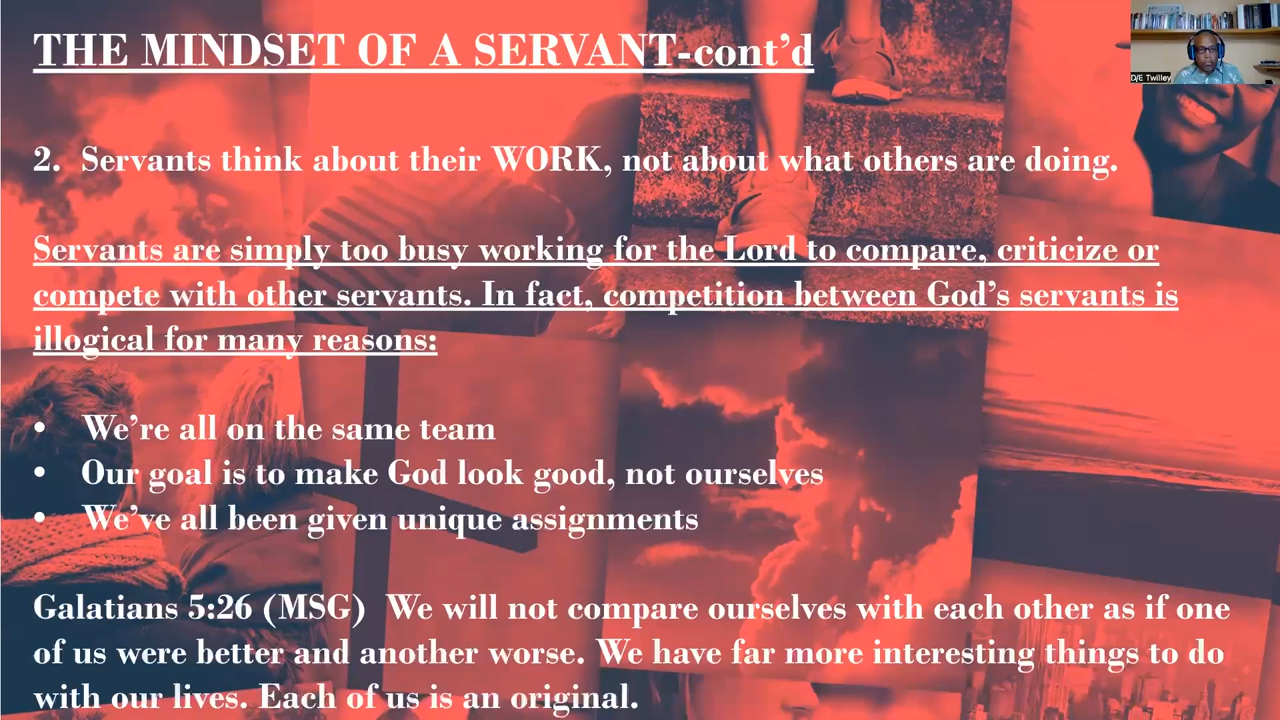 THE MINDSET OF A SERVANT-cont’d
D/E Twilley
2. Servants think about their WORK, not about what others are doing.
Servants are simply too busy working for the Lord to compare, criticize or
compete with other servants. In fact, competition between God’s servants is
illogical for many reasons:
• We’re all on the same team
• Our goal is to make God look good, not ourselves
• We’ve all been given unique assignments
Galatians 5:26 (MSG) We will not compare ourselves with each other as if one
of us were better and another worse. We have far more interesting things to do
with our lives. Each of us is an original.